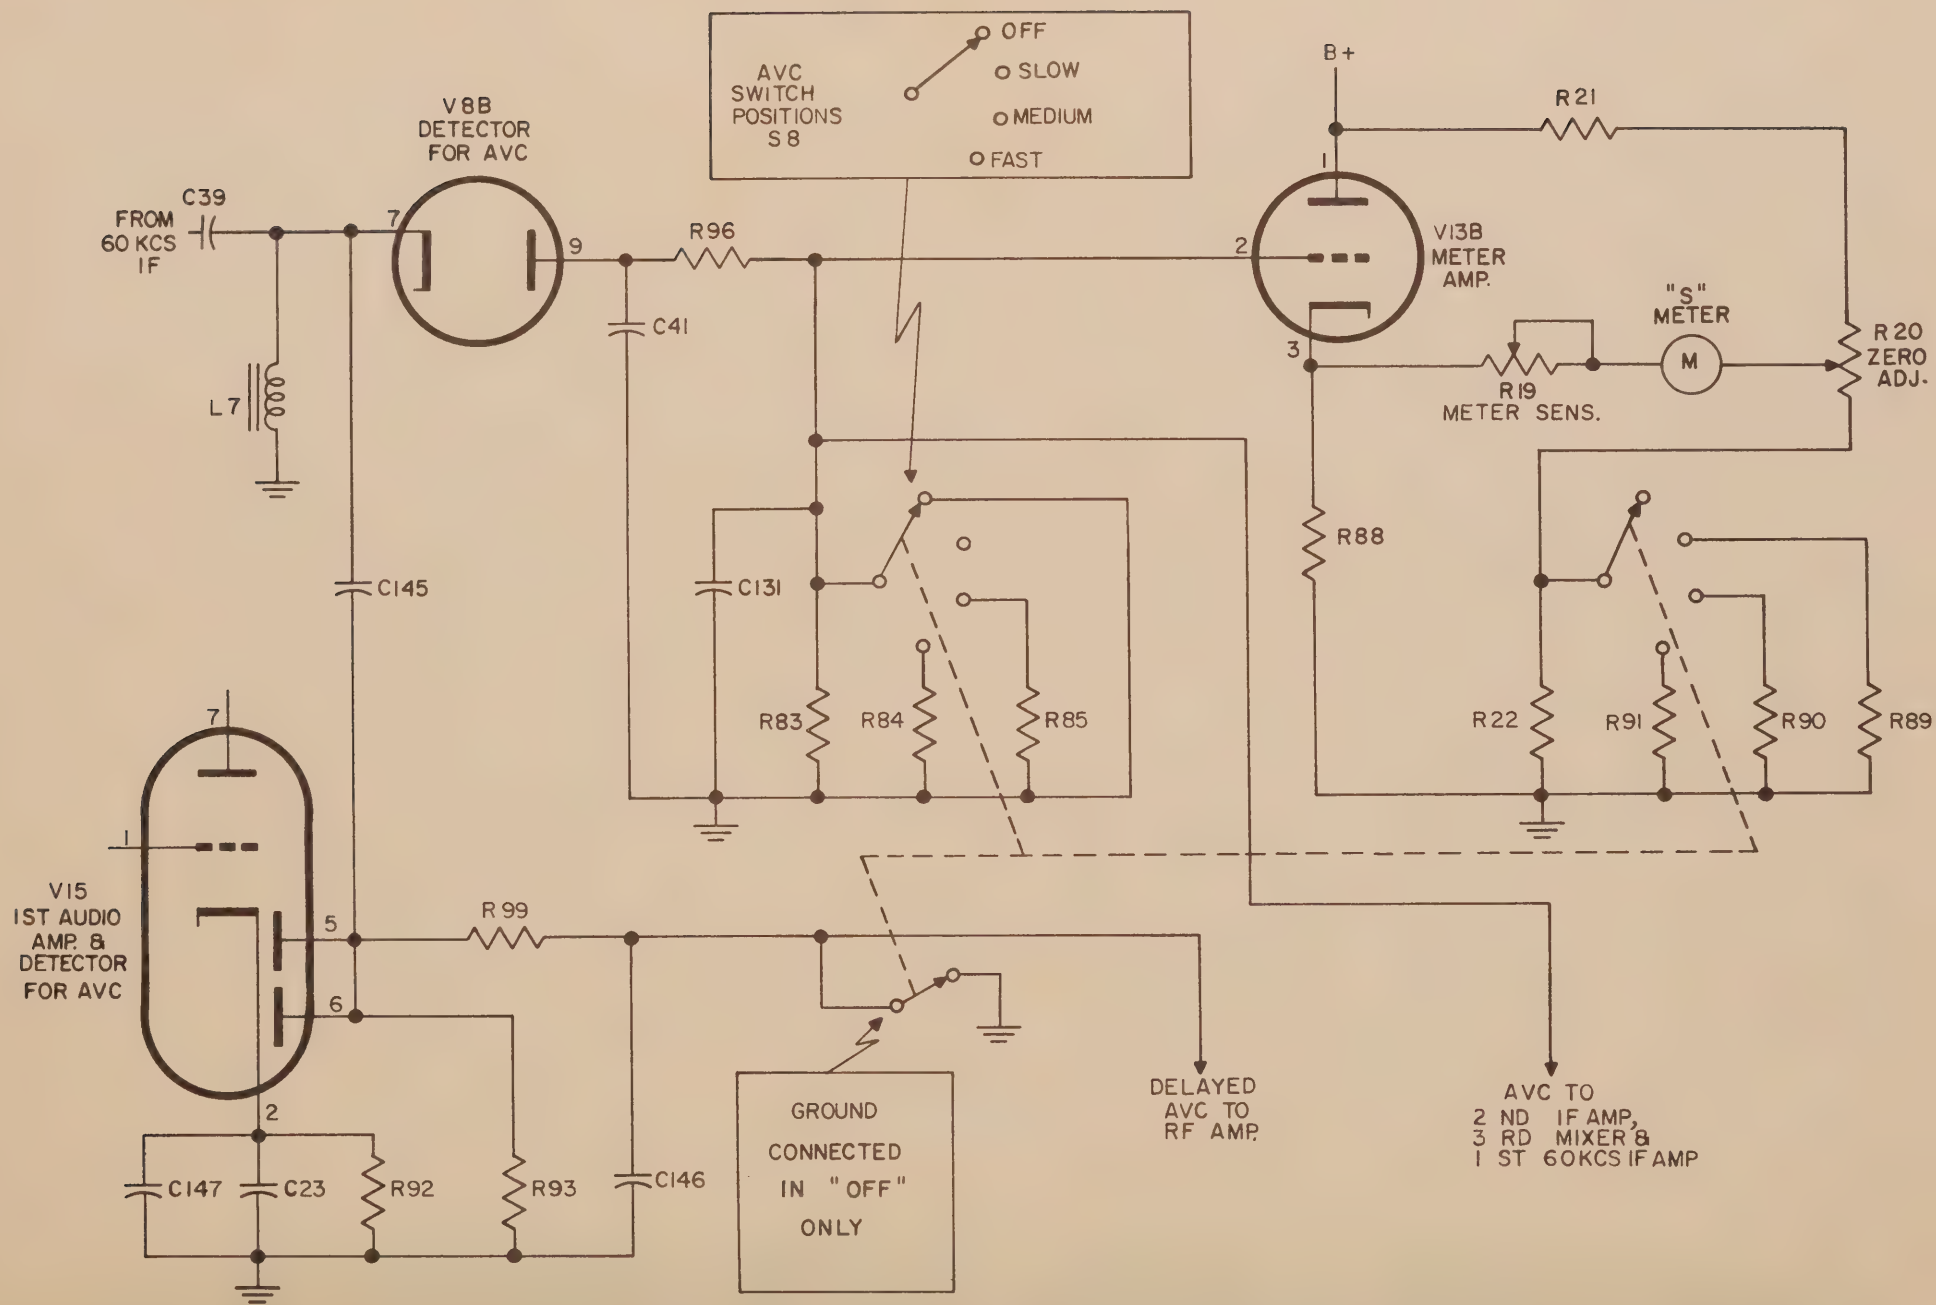 OFF
SLOW
MEDIUM
FAST
AVC
SWITCH
POSITIONS
S8
V8B
DETECTOR
FOR AVC
C39
FROM
60 KCS
IF
7
9
R96
C41
L7
B+
R21
1
2
3
V13B
METER
AMP.
"S"
METER
M
R20
ZERO
ADJ.
R19
METER SENS.
C145
C131
R88
R83
R84
R85
R22
R91
R90
R89
7
1
V15
1ST AUDIO
AMP. &
DETECTOR
FOR AVC
5
6
2
R99
C147
C23
R92
R93
C146
GROUND
CONNECTED
IN "OFF"
ONLY
DELAYED
AVC TO
RF AMP.
AVC TO
2 ND IF AMP,
3 RD MIXER &
1 ST 60KCS IF AMP